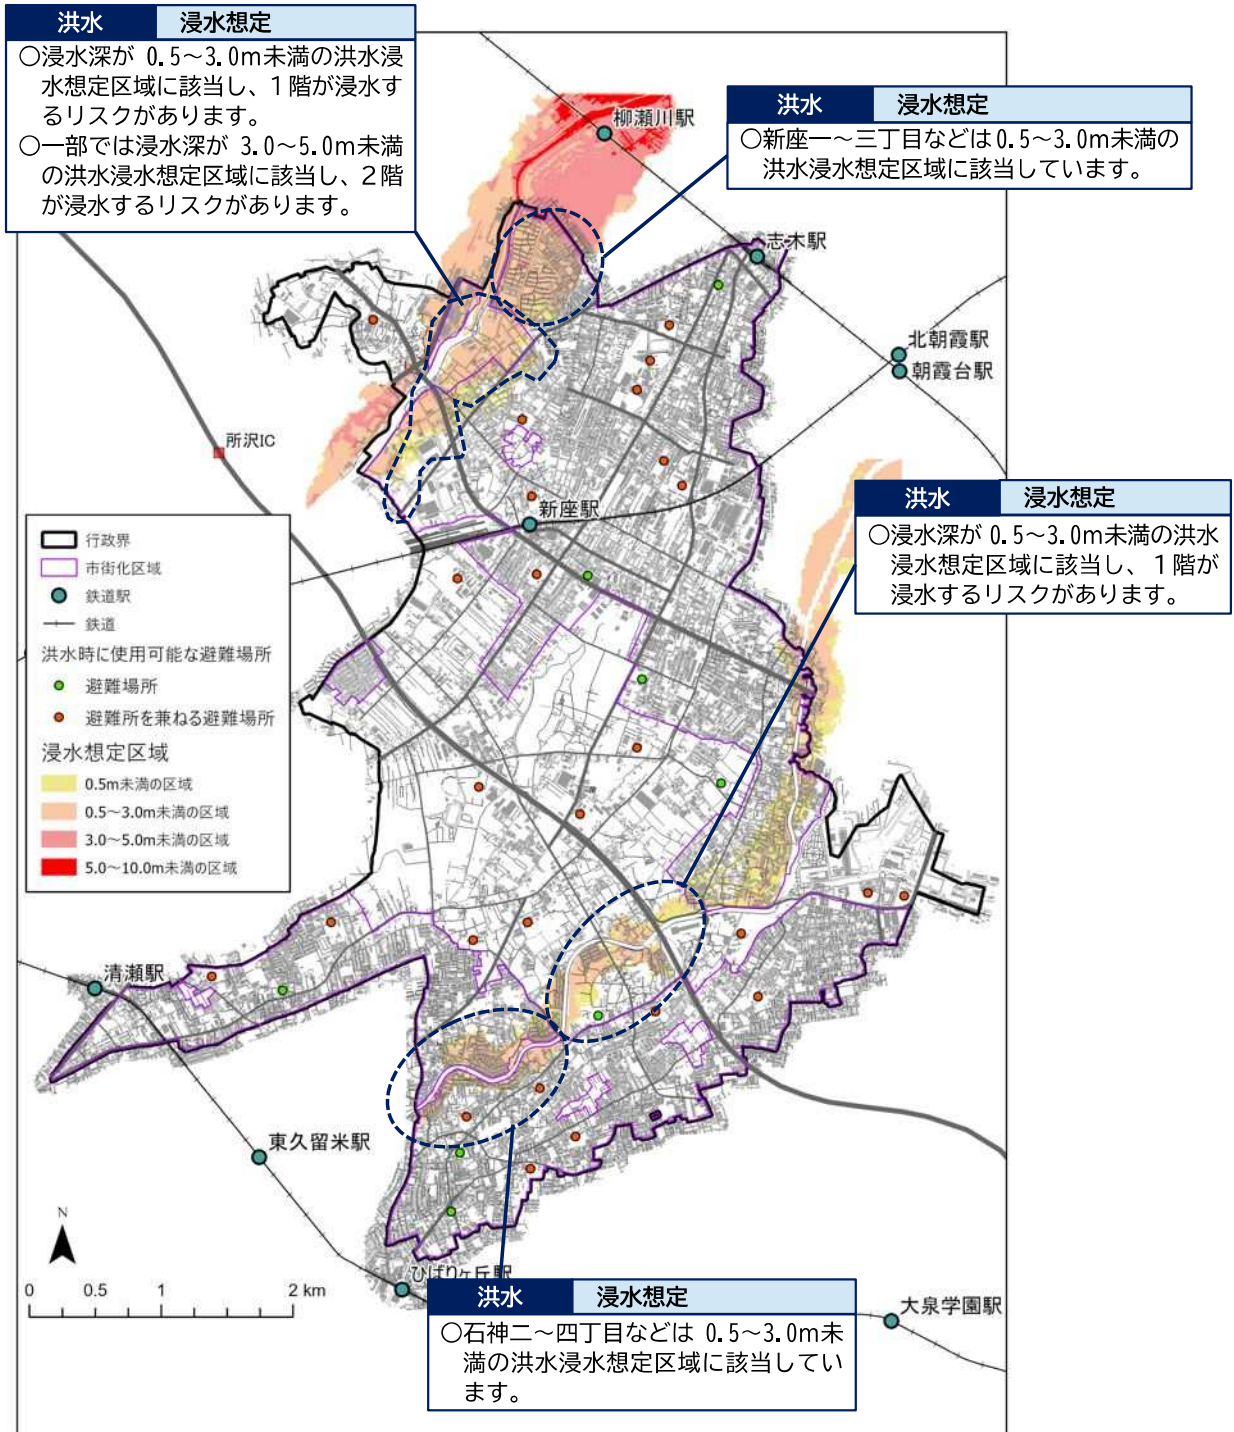 洪水 浸水想定
○浸水深が 0.5～3.0m未満の洪水浸
水想定区域に該当し、1階が浸水す
るリスクがあります。
○一部では浸水深が 3.0～5.0m未満
の洪水浸水想定区域に該当し、2階
が浸水するリスクがあります。
洪水 浸水想定
○新座一～三丁目などは0.5～3.0m未満の
洪水浸水想定区域に該当しています。
柳瀬川駅
志木駅
北朝霞駅
朝霞台駅
所沢IC
新座駅
洪水 浸水想定
○浸水深が 0.5～3.0m未満の洪水
浸水想定区域に該当し、1階が
浸水するリスクがあります。
行政界
市街化区域
鉄道駅
鉄道
洪水時に使用可能な避難場所
避難場所
避難所を兼ねる避難場所
浸水想定区域
0.5m未満の区域
0.5～3.0m未満の区域
3.0～5.0m未満の区域
5.0～10.0m未満の区域
清瀬駅
東久留米駅
N
0 0.5 1 2 km
ひばりヶ丘駅
大泉学園駅
洪水 浸水想定
○石神二～四丁目などは 0.5～3.0m未
満の洪水浸水想定区域に該当してい
ます。